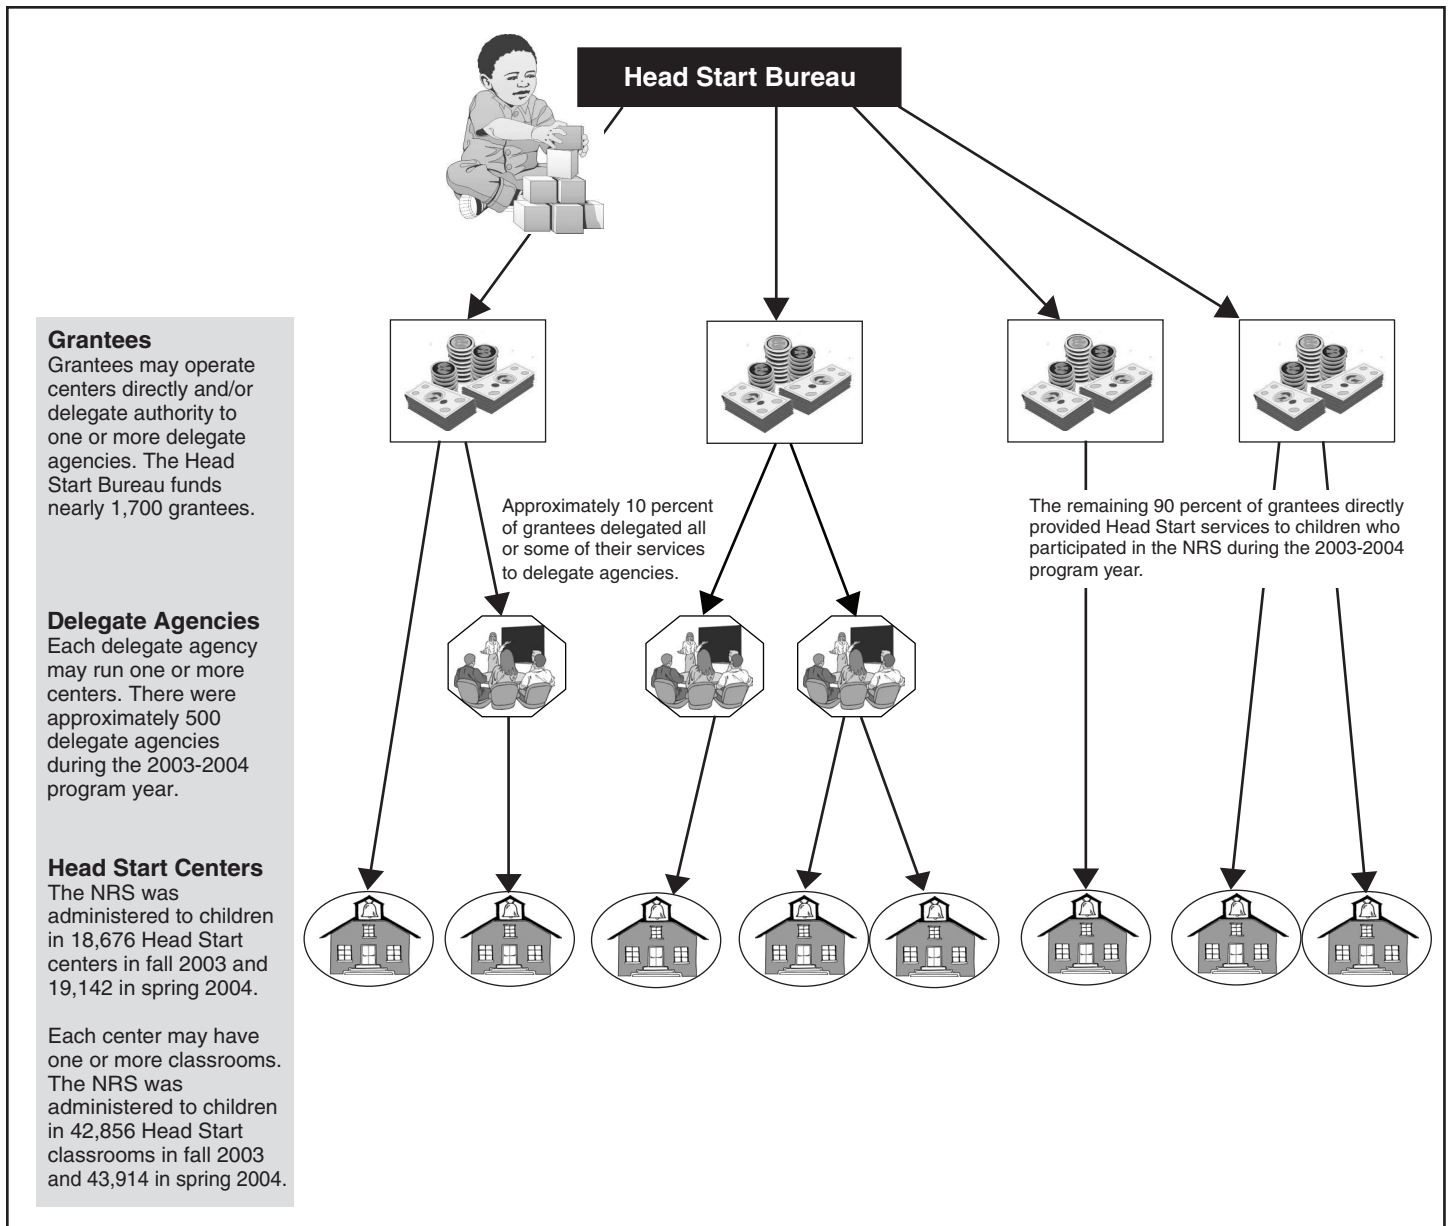 Head Start Bureau
Grantees
Grantees may operate
centers directly and/or
delegate authority to
one or more delegate
agencies. The Head
Start Bureau funds
nearly 1,700 grantees.
Approximately 10 percent
of grantees delegated all
or some of their services
to delegate agencies.
The remaining 90 percent of grantees directly
provided Head Start services to children who
participated in the NRS during the 2003-2004
program year.
Delegate Agencies
Each delegate agency
may run one or more
centers. There were
approximately 500
delegate agencies
during the 2003-2004
program year.
Head Start Centers
The NRS was
administered to children
in 18,676 Head Start
centers in fall 2003 and
19,142 in spring 2004.
Each center may have
one or more classrooms.
The NRS was
administered to children
in 42,856 Head Start
classrooms in fall 2003
and 43,914 in spring 2004.